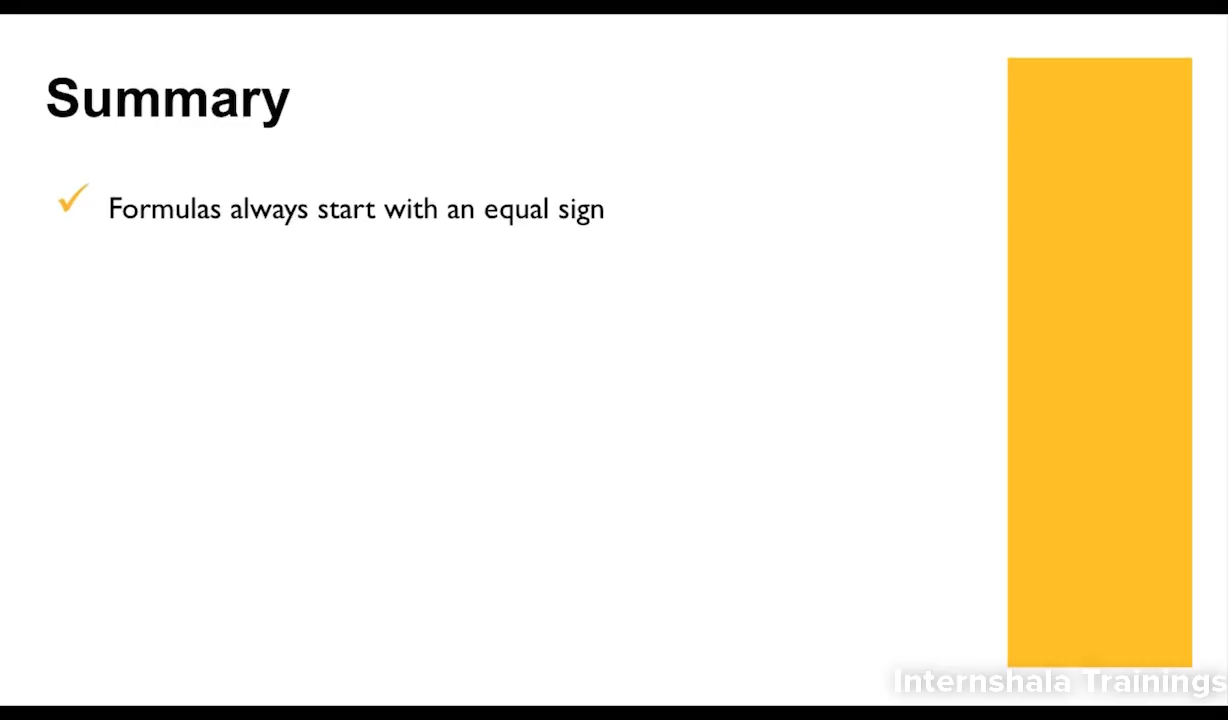 Summary
Formulas always start with an equal sign
Internshala Trainings